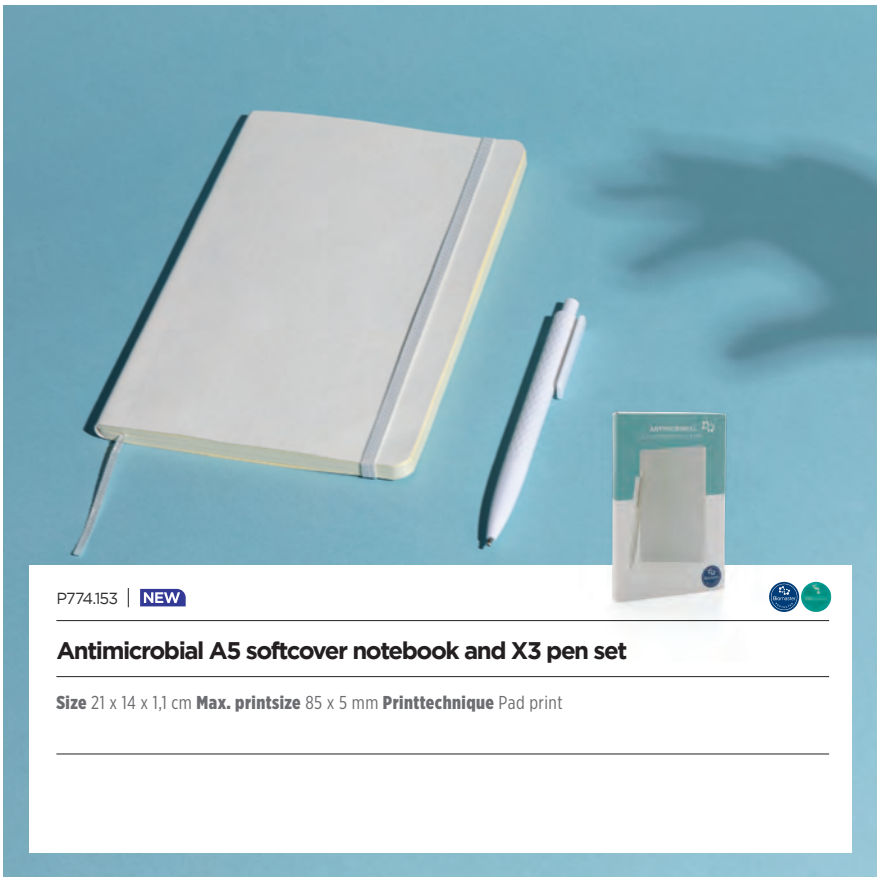 ANTIMICROBIAL
P774.153 | NEW
Biomaster
Antimicrobial A5 softcover notebook and X3 pen set
Size 21 x 14 x 1,1 cm Max. printsize 85 x 5 mm Printtechnique Pad print